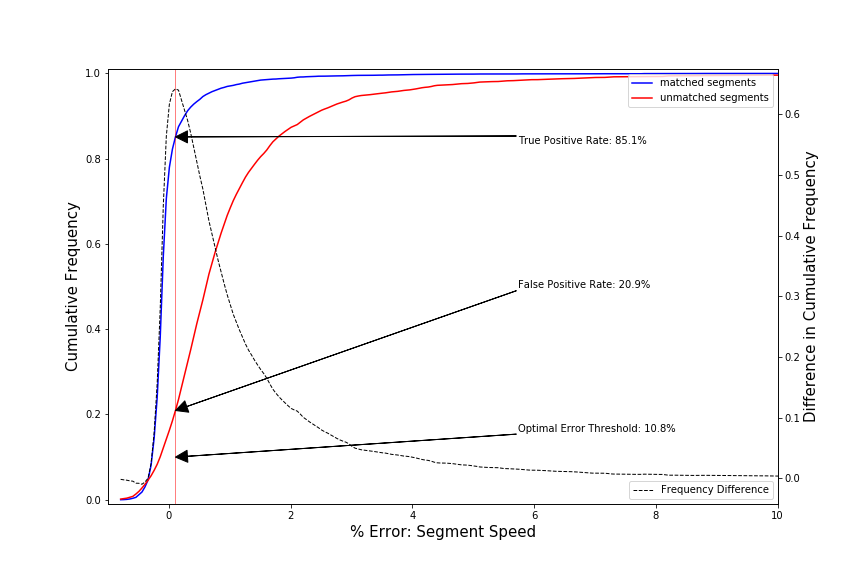 1.0
0.8
0.6
0.4
0.2
0.0
Cumulative Frequency
matched segments
unmatched segments
True Positive Rate: 85.1%
False Positive Rate: 20.9%
Optimal Error Threshold: 10.8%
Frequency Difference
0.6
0.5
0.4
0.3
0.2
0.1
0.0
Difference in Cumulative Frequency
0 2 4 6 8 10
% Error: Segment Speed